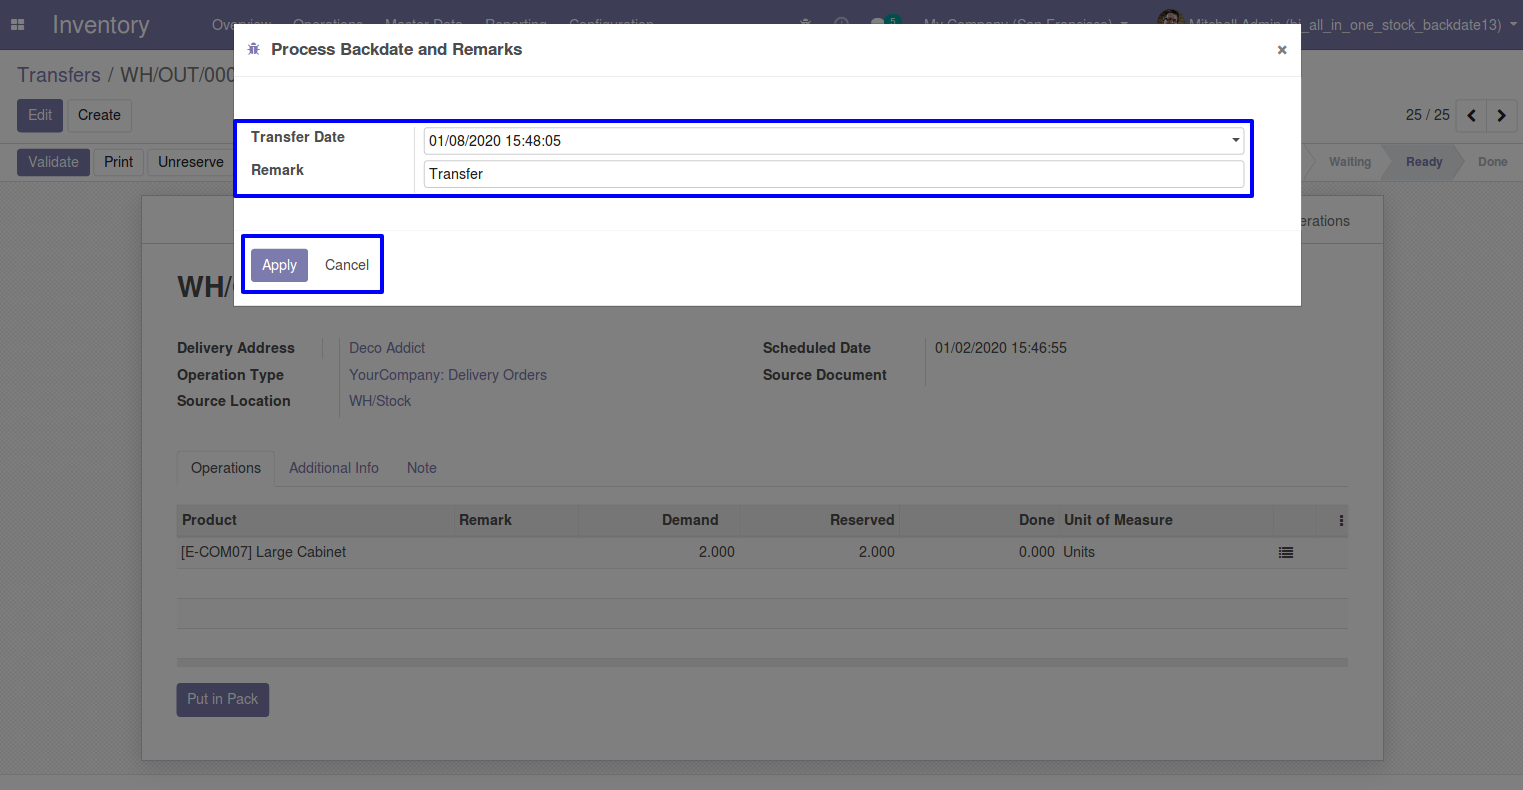 Inventory
Overview Operations Master Data Reporting Configuration 5 My Company (San Francisco) Mitchell Admin (bi_all_in_one_stock_backdate13)
Process Backdate and Remarks ×
Transfers / WH/OUT/000
Edit Create 25 / 25
Transfer Date 01/08/2020 15:48:05
Remark Transfer
Validate Print Unreserve Waiting Ready Done
erations
Apply Cancel
WH/
Delivery Address Deco Addict Scheduled Date 01/02/2020 15:46:55
Operation Type YourCompany: Delivery Orders Source Document
Source Location WH/Stock
Operations Additional Info Note
Product Remark Demand Reserved Done Unit of Measure
[E-COM07] Large Cabinet 2.000 2.000 0.000 Units
Put in Pack